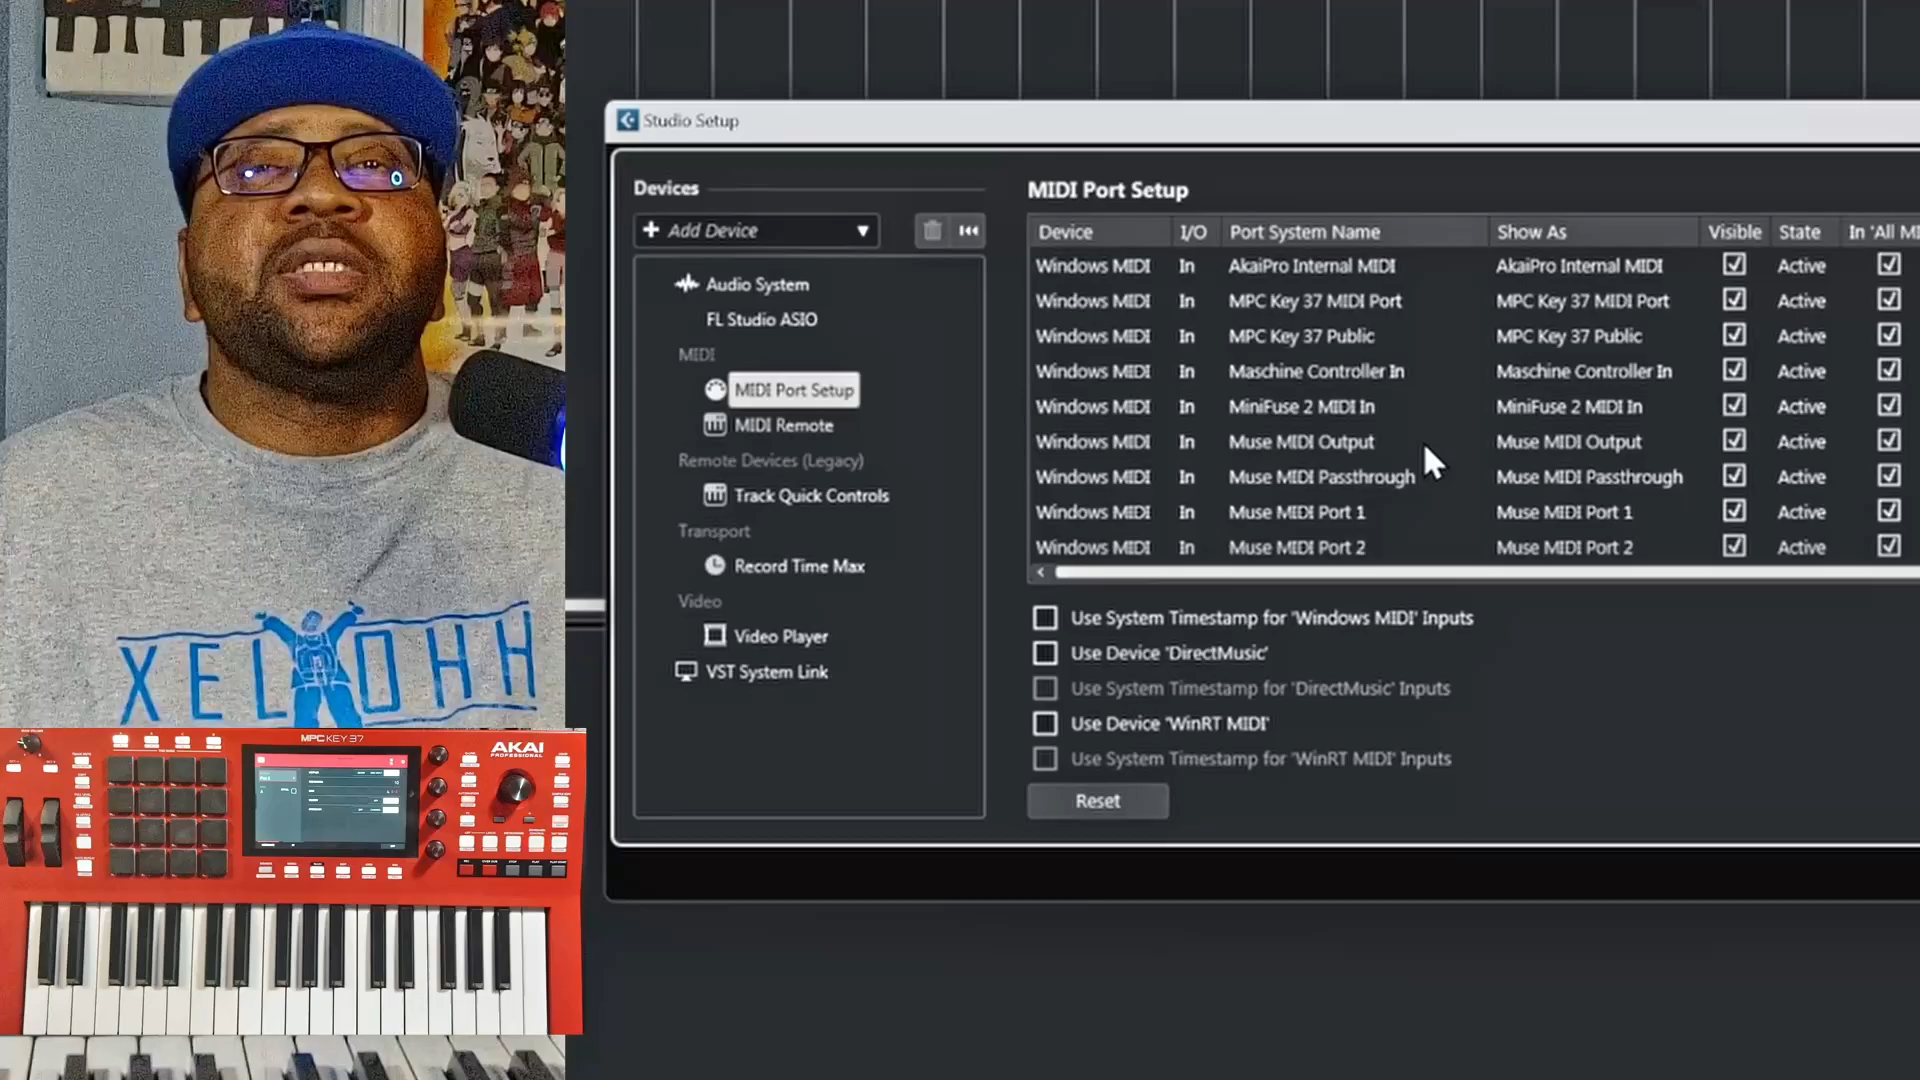 XELOHH
MPC KEY 37
AKAI
PROFESSIONAL
Studio Setup
Devices
Add Device
Audio System
FL Studio ASIO
MIDI
MIDI Port Setup
MIDI Remote
Remote Devices (Legacy)
Track Quick Controls
Transport
Record Time Max
Video
Video Player
VST System Link
MIDI Port Setup
Device I/O Port System Name Show As Visible State In 'All MI
Windows MIDI In AkaiPro Internal MIDI AkaiPro Internal MIDI Active
Windows MIDI In MPC Key 37 MIDI Port MPC Key 37 MIDI Port Active
Windows MIDI In MPC Key 37 Public MPC Key 37 Public Active
Windows MIDI In Maschine Controller In Maschine Controller In Active
Windows MIDI In MiniFuse 2 MIDI In MiniFuse 2 MIDI In Active
Windows MIDI In Muse MIDI Output Muse MIDI Output Active
Windows MIDI In Muse MIDI Passthrough Muse MIDI Passthrough Active
Windows MIDI In Muse MIDI Port 1 Muse MIDI Port 1 Active
Windows MIDI In Muse MIDI Port 2 Muse MIDI Port 2 Active
Use System Timestamp for 'Windows MIDI' Inputs
Use Device 'DirectMusic'
Use System Timestamp for 'DirectMusic' Inputs
Use Device 'WinRT MIDI'
Use System Timestamp for 'WinRT MIDI' Inputs
Reset